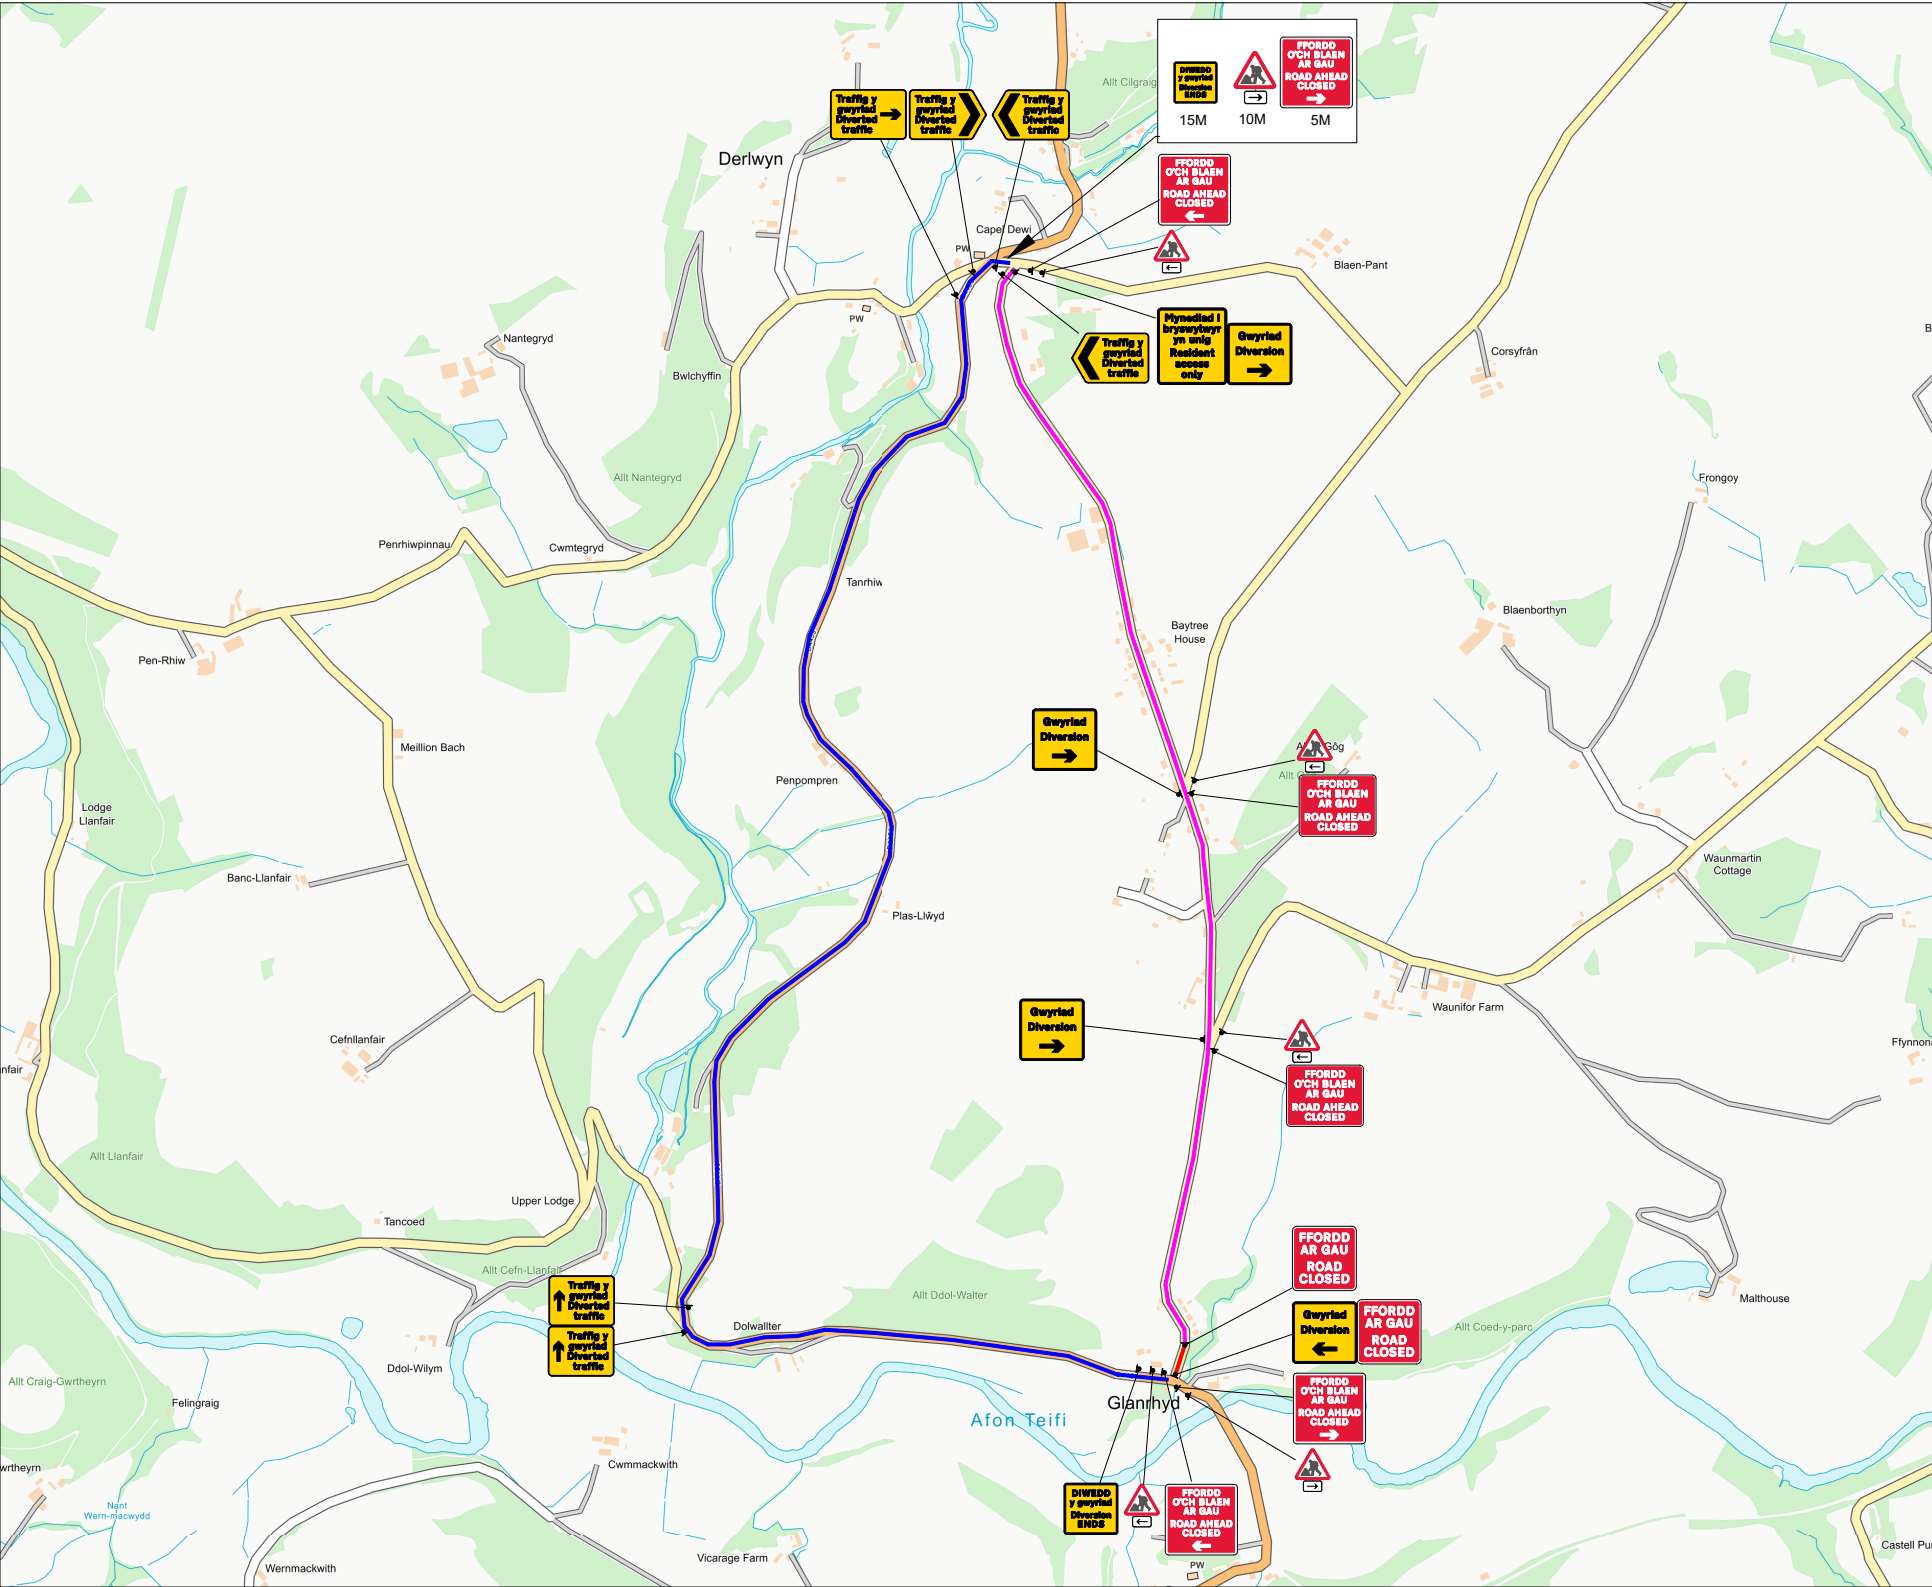 DIWEDD
y gwyriad
Diversion
ENDS
15M
10M
FFORDD
O'CH BLAEN
AR GAU
ROAD AHEAD
CLOSED
5M
Allt Cilgraig
Traffig y
gwyriad
Diverted
traffic
Traffig y
gwyriad
Diverted
traffic
Traffig y
gwyriad
Diverted
traffic
Derlwyn
FFORDD
O'CH BLAEN
AR GAU
ROAD AHEAD
CLOSED
Capel Dewi
PW
Blaen-Pant
PW
Nantegryd
Bwlchyffin
Traffig y
gwyriad
Diverted
traffic
Mynediad i
bryswylwyr
yn unig
Resident
access
only
Gwyriad
Diversion
Corsyfrân
Allt Nantegryd
Frongoy
Penrhiwpinnau
Cwmtegryd
Tanrhiw
Blaenborthyn
Baytree
House
Pen-Rhiw
Meillion Bach
Gwyriad
Diversion
Penpompren
FFORDD
O'CH BLAEN
AR GAU
ROAD AHEAD
CLOSED
Lodge
Llanfair
Banc-Llanfair
Waunmartin
Cottage
Plas-Llŵyd
Waunifor Farm
Gwyriad
Diversion
Cefnllanfair
nfair
Ffynnon
FFORDD
O'CH BLAEN
AR GAU
ROAD AHEAD
CLOSED
Allt Llanfair
Upper Lodge
Tancoed
Allt Cefn-Llanfair
FFORDD
AR GAU
ROAD
CLOSED
Traffig y
gwyriad
Diverted
traffic
Traffig y
gwyriad
Diverted
traffic
Allt Ddol-Walter
Malthouse
Dolwallter
Gwyriad
Diversion
FFORDD
AR GAU
ROAD
CLOSED
Allt Coed-y-parc
Ddol-Wilym
Allt Craig-Gwrtheyrn
Felingraig
Glanrhyd
Afon Teifi
FFORDD
O'CH BLAEN
AR GAU
ROAD AHEAD
CLOSED
wrtheyrn
Cwmmackwith
Nant
Wern-macwydd
DIWEDD
y gwyriad
Diversion
ENDS
FFORDD
O'CH BLAEN
AR GAU
ROAD AHEAD
CLOSED
Vicarage Farm
Wernmackwith
PW
Castell Pu